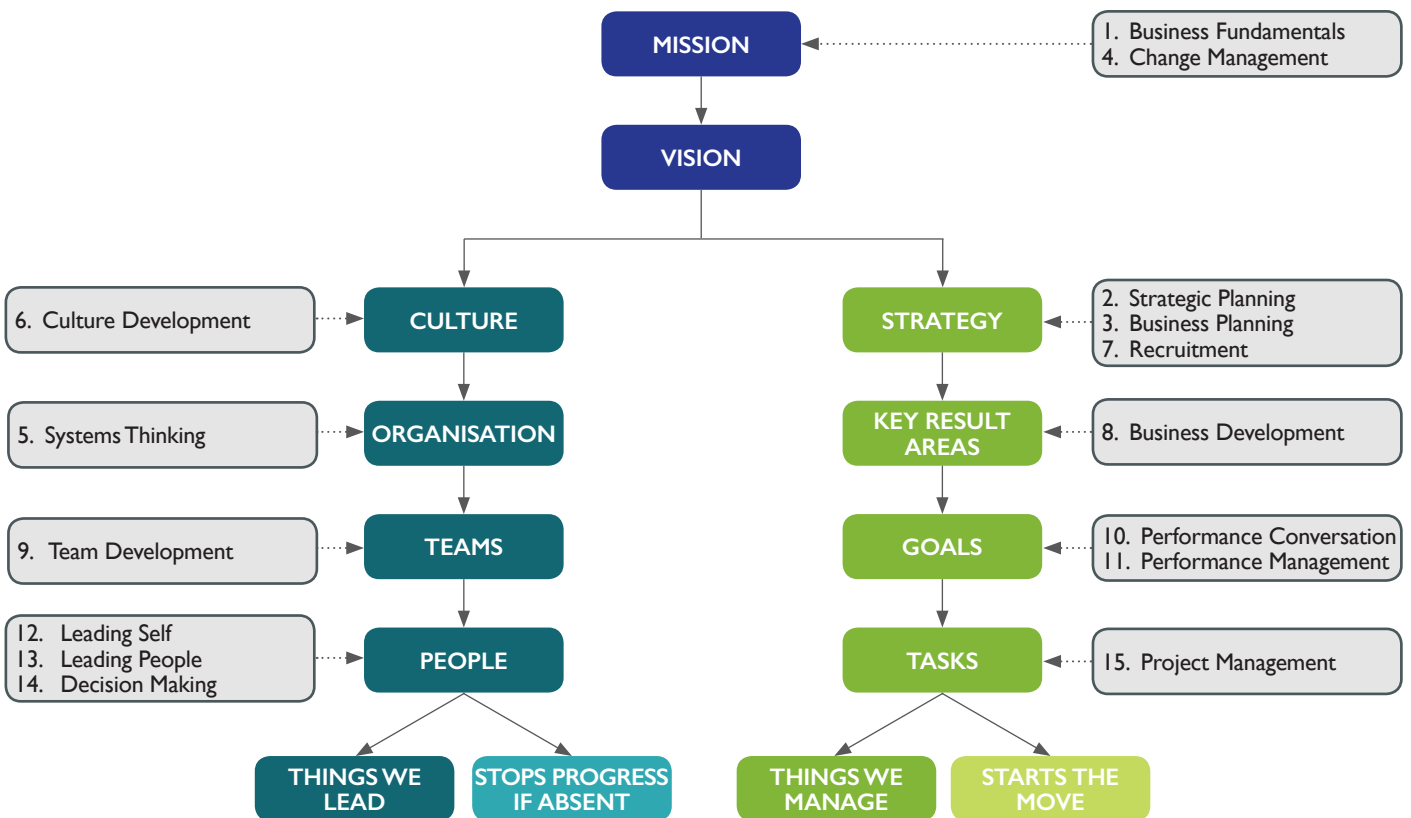 MISSION
1. Business Fundamentals
4. Change Management
VISION
6. Culture Development
CULTURE
STRATEGY
2. Strategic Planning
3. Business Planning
7. Recruitment
5. Systems Thinking
ORGANISATION
KEY RESULT
AREAS
8. Business Development
9. Team Development
TEAMS
GOALS
10. Performance Conversation
11. Performance Management
12. Leading Self
13. Leading People
14. Decision Making
PEOPLE
TASKS
15. Project Management
THINGS WE
LEAD
STOPS PROGRESS
IF ABSENT
THINGS WE
MANAGE
STARTS THE
MOVE